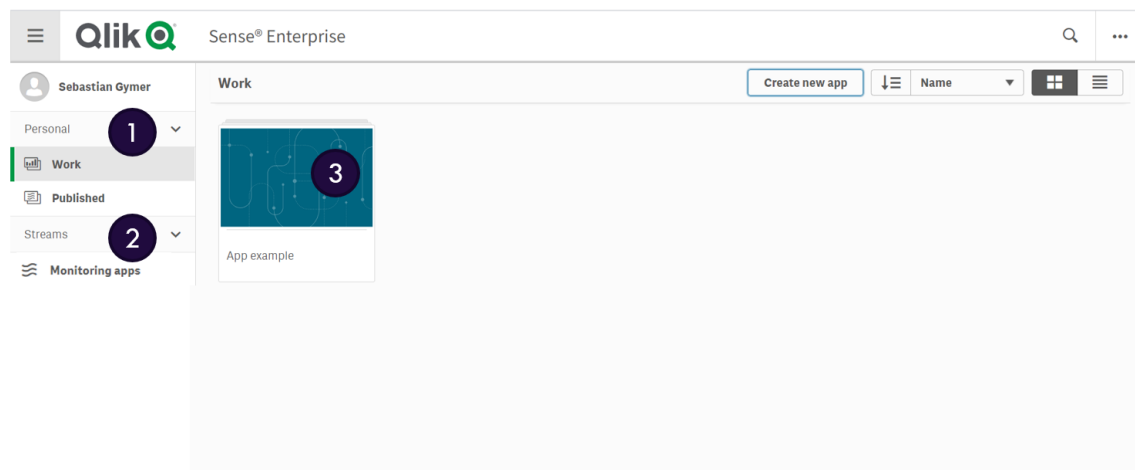 Qlik Sense® Enterprise
Sebastian Gymer
Work
Create new app
Name
Personal
1
Work
Published
Streams
2
Monitoring apps
3
App example